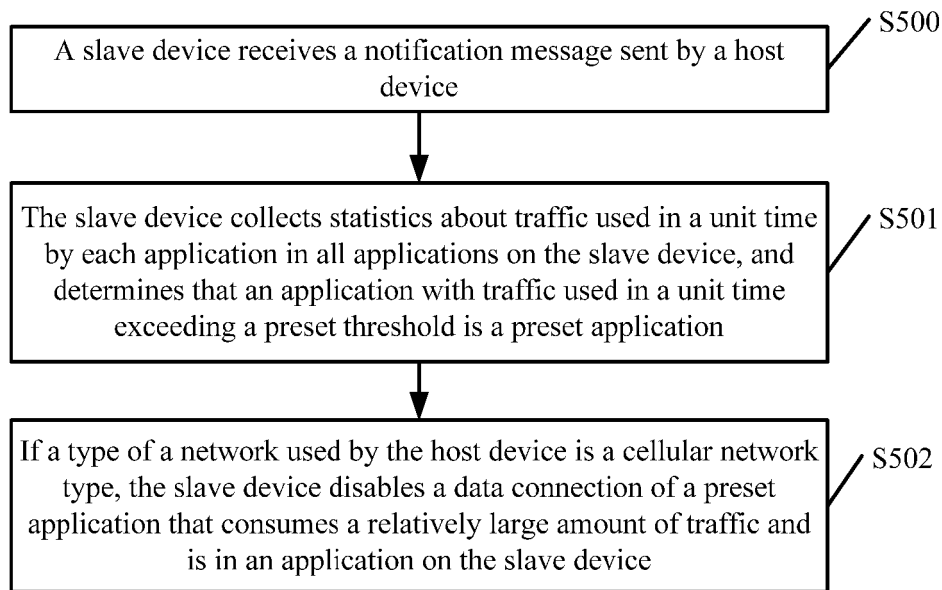 S500
A slave device receives a notification message sent by a host
device
S501
The slave device collects statistics about traffic used in a unit time
by each application in all applications on the slave device, and
determines that an application with traffic used in a unit time
exceeding a preset threshold is a preset application
S502
If a type of a network used by the host device is a cellular network
type, the slave device disables a data connection of a preset
application that consumes a relatively large amount of traffic and
is in an application on the slave device